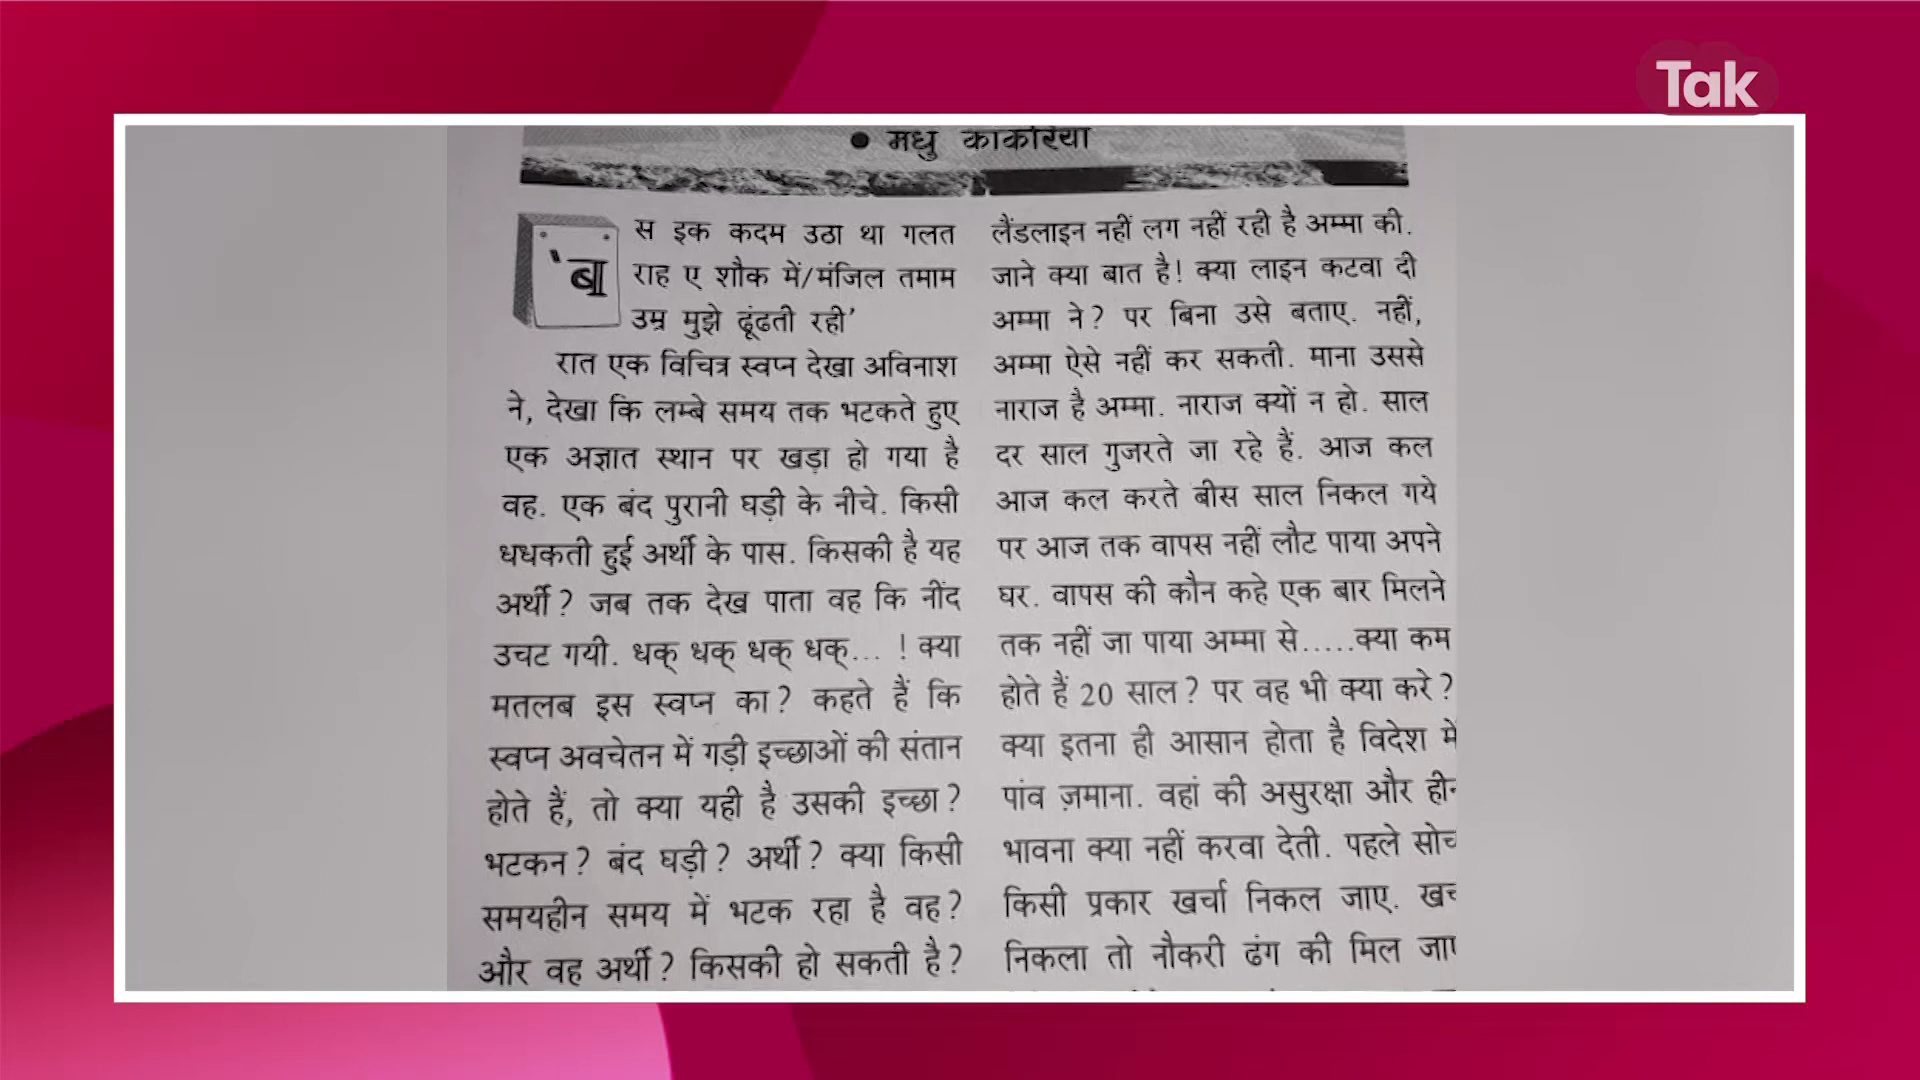 Tak
• मधु कांकरिया
'बस इक कदम उठा था गलत
राह ए शौक में/मंजिल तमाम
उम्र मुझे ढूंढती रही'
रात एक विचित्र स्वप्न देखा अविनाश
ने, देखा कि लम्बे समय तक भटकते हुए
एक अज्ञात स्थान पर खड़ा हो गया है
वह. एक बंद पुरानी घड़ी के नीचे. किसी
धधकती हुई अर्थी के पास. किसकी है यह
अर्थी? जब तक देख पाता वह कि नींद
उचट गयी. धक् धक् धक् धक्... ! क्या
मतलब इस स्वप्न का? कहते हैं कि
स्वप्न अवचेतन में गड़ी इच्छाओं की संतान
होते हैं, तो क्या यही है उसकी इच्छा?
भटकन? बंद घड़ी? अर्थी? क्या किसी
समयहीन समय में भटक रहा है वह?
और वह अर्थी? किसकी हो सकती है?
लैंडलाइन नहीं लग नहीं रही है अम्मा की.
जाने क्या बात है! क्या लाइन कटवा दी
अम्मा ने? पर बिना उसे बताए. नहीं,
अम्मा ऐसे नहीं कर सकती. माना उससे
नाराज है अम्मा. नाराज क्यों न हो. साल
दर साल गुजरते जा रहे हैं. आज कल
आज कल करते बीस साल निकल गये
पर आज तक वापस नहीं लौट पाया अपने
घर. वापस की कौन कहे एक बार मिलने
तक नहीं जा पाया अम्मा से.....क्या कम
होते हैं 20 साल? पर वह भी क्या करे?
क्या इतना ही आसान होता है विदेश में
पांव ज़माना. वहां की असुरक्षा और
भावना क्या नहीं करवा देती. पहले
किसी प्रकार खर्चा निकल जाए.
निकला तो नौकरी ढंग की मिल